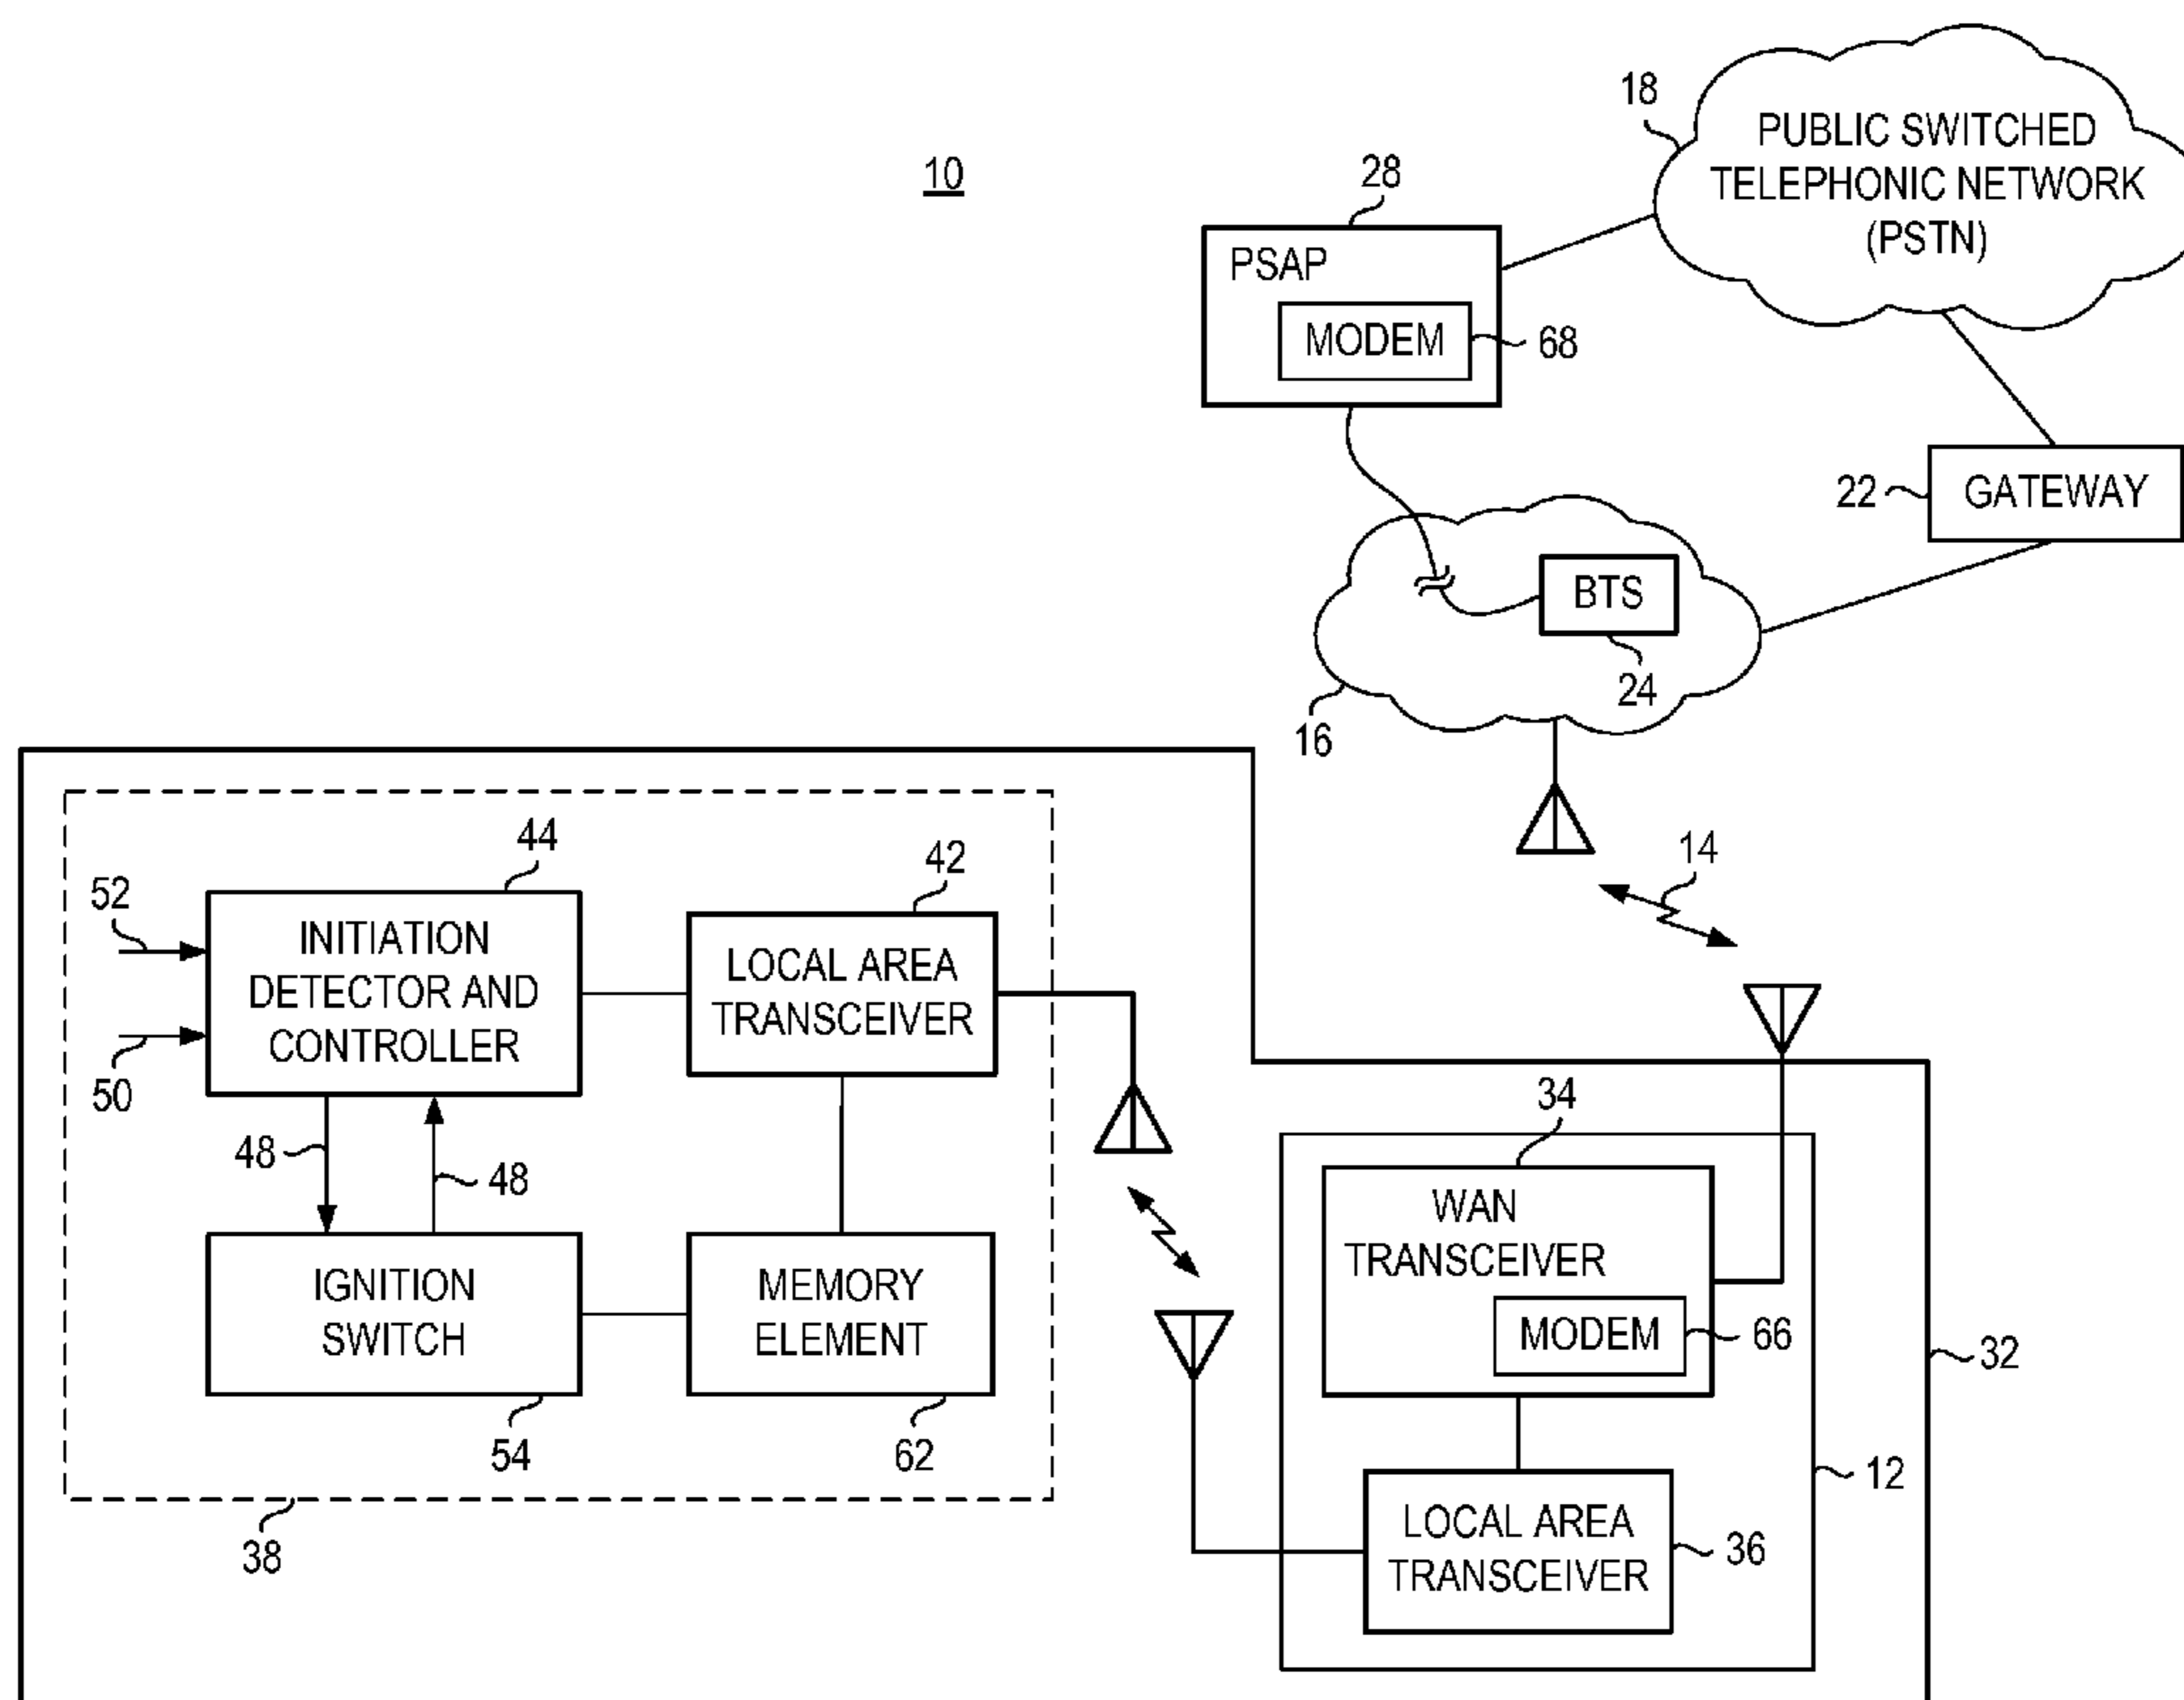 10
18
PUBLIC SWITCHED
TELEPHONIC NETWORK
(PSTN)
28
PSAP
MODEM
68
22
GATEWAY
BTS
24
16
14
44
52
50
INITIATION
DETECTOR AND
CONTROLLER
42
LOCAL AREA
TRANSCEIVER
48
48
IGNITION
SWITCH
54
MEMORY
ELEMENT
62
38
34
WAN
TRANSCEIVER
MODEM
66
32
12
LOCAL AREA
TRANSCEIVER
36